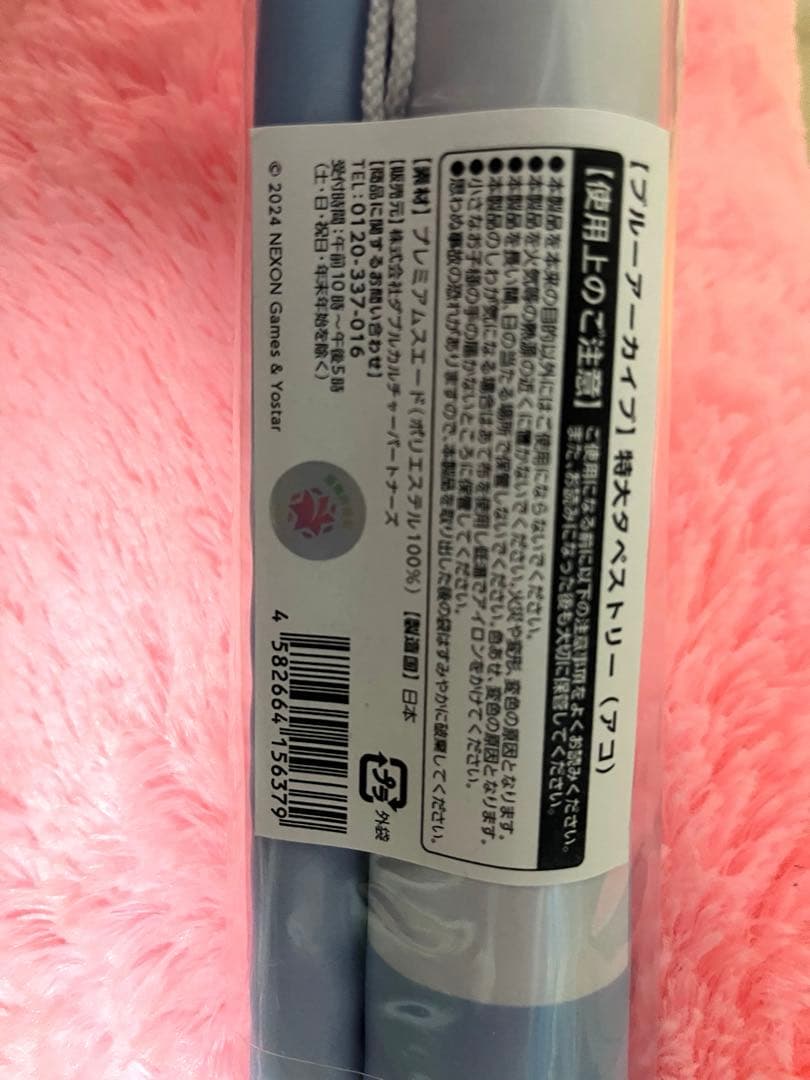 【ブルーアーカイブ】特大タペストリー（アコ）
【使用上のご注意】
ご使用になる前に以下の注意事項をよくお読みください。
また、お読みになった後も大切に保管してください。
●本製品を本来の目的以外にはご使用にならないでください。
●本製品を火気等の熱源の近くに置かないでください。火災や変形、変色の原因となります。
●本製品を長い間、日の当たる場所で保管しないでください。色あせ、変色の原因となります。
●本製品のしわが気になる場合はあて布を使用し低温でアイロンをかけてください。
●小さなお子様の手の届かないところに保管してください。
●思わぬ事故の恐れがありますので、本製品を取り出した後の袋はすみやかに破棄してください。
【素材】プレミアムスエード（ポリエステル100%） 【製造国】日本
【販売元】株式会社ダブルカルチャーパートナーズ
【商品に関するお問い合わせ】
TEL：0120-337-016
受付時間：午前10時～午後5時
（土・日・祝日・年末年始を除く）
© 2024 NEXON Games & Yostar
プラ
外袋
4 582664 156379